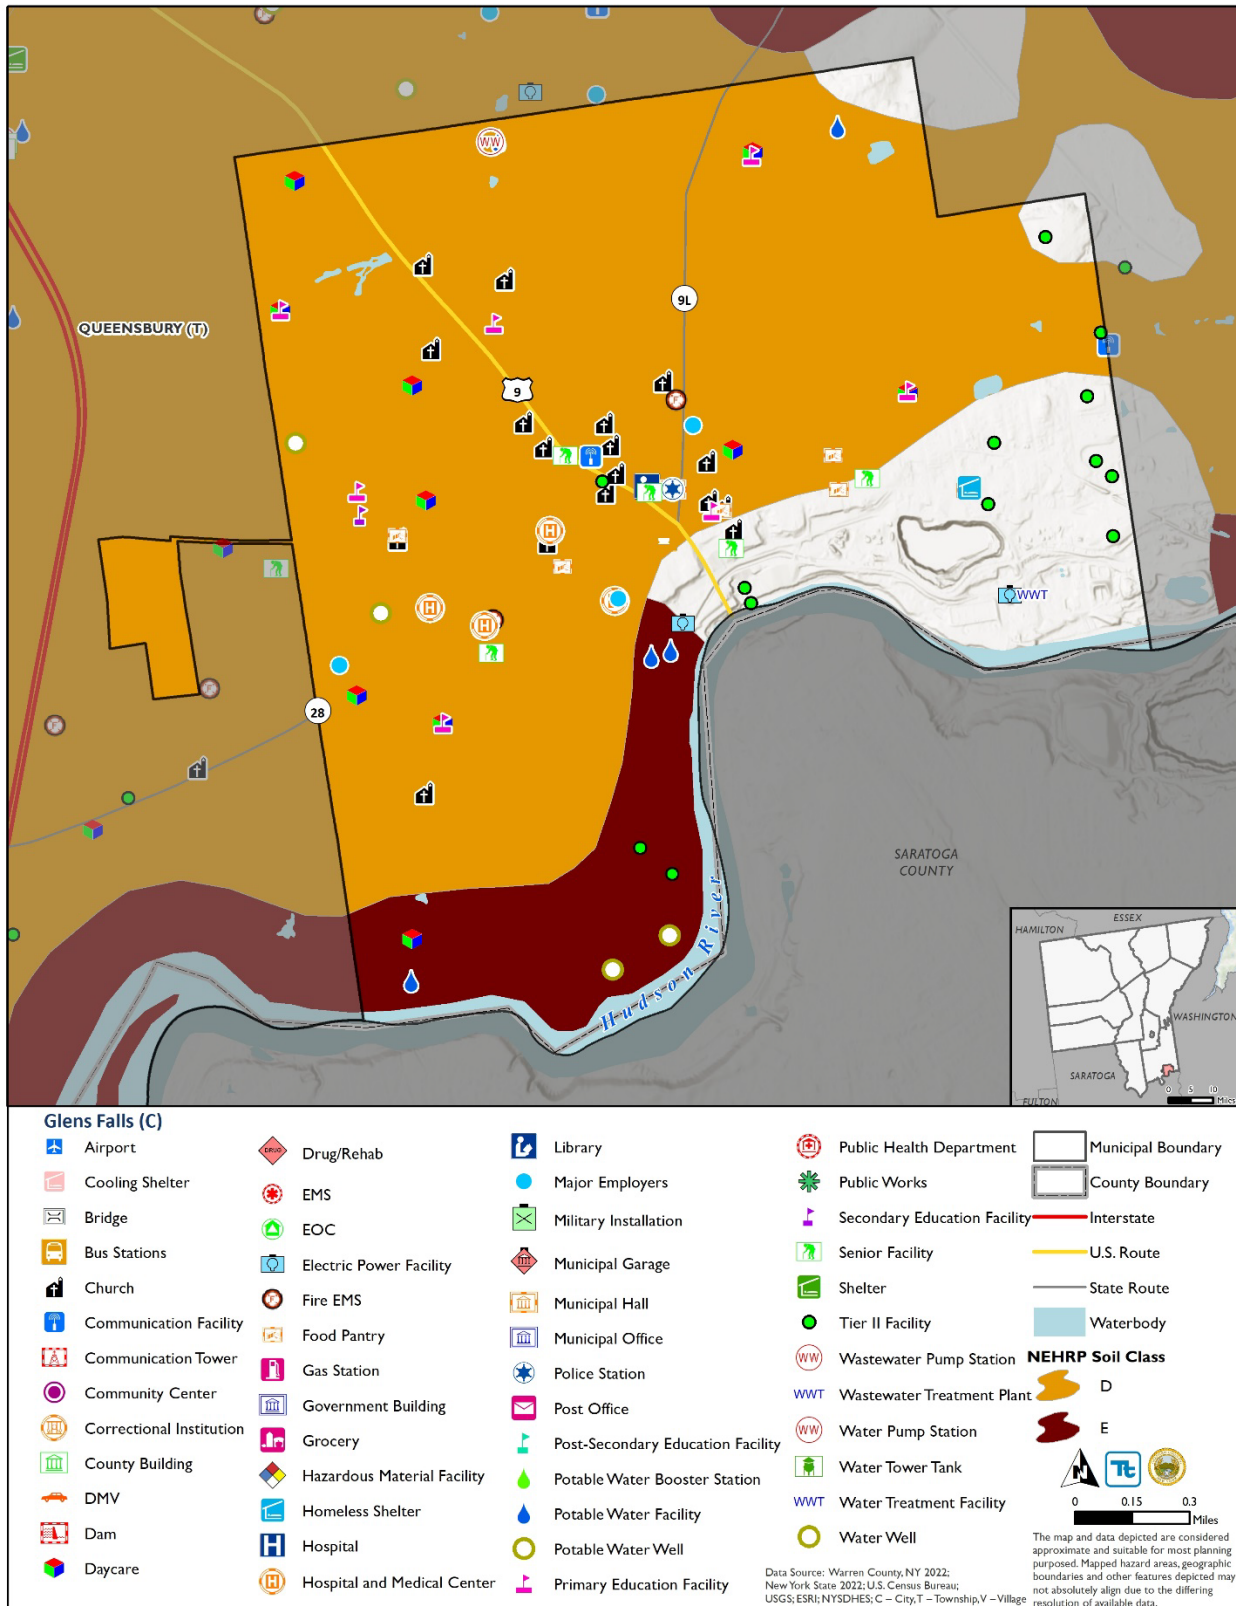 QUEENSBURY (T)
9L
9
28
WW
WWT
SARATOGA
COUNTY
Hudson River
HAMILTON
ESSEX
WASHINGTON
SARATOGA
FULTON
0 5 10
Miles
Glens Falls (C)
Airport
Cooling Shelter
Bridge
Bus Stations
Church
Communication Facility
Communication Tower
Community Center
Correctional Institution
County Building
DMV
Dam
Daycare
Drug/Rehab
EMS
EOC
Electric Power Facility
Fire EMS
Food Pantry
Gas Station
Government Building
Grocery
Hazardous Material Facility
Homeless Shelter
Hospital
Hospital and Medical Center
Library
Major Employers
Military Installation
Municipal Garage
Municipal Hall
Municipal Office
Police Station
Post Office
Post-Secondary Education Facility
Potable Water Booster Station
Potable Water Facility
Potable Water Well
Primary Education Facility
Public Health Department
Public Works
Secondary Education Facility
Senior Facility
Shelter
Tier II Facility
WW Wastewater Pump Station
WWT Wastewater Treatment Plant
WW Water Pump Station
Water Tower Tank
WWT Water Treatment Facility
Water Well
Municipal Boundary
County Boundary
Interstate
U.S. Route
State Route
Waterbody
NEHRP Soil Class
D
E
N
Tt
0 0.15 0.3
Miles
Data Source: Warren County, NY 2022;
New York State 2022; U.S. Census Bureau;
USGS; ESRI; NYSDHES; C – City, T – Township, V – Village
The map and data depicted are considered
approximate and suitable for most planning
purposed. Mapped hazard areas, geographic
boundaries and other features depicted may
not absolutely align due to the differing
resolution of available data.